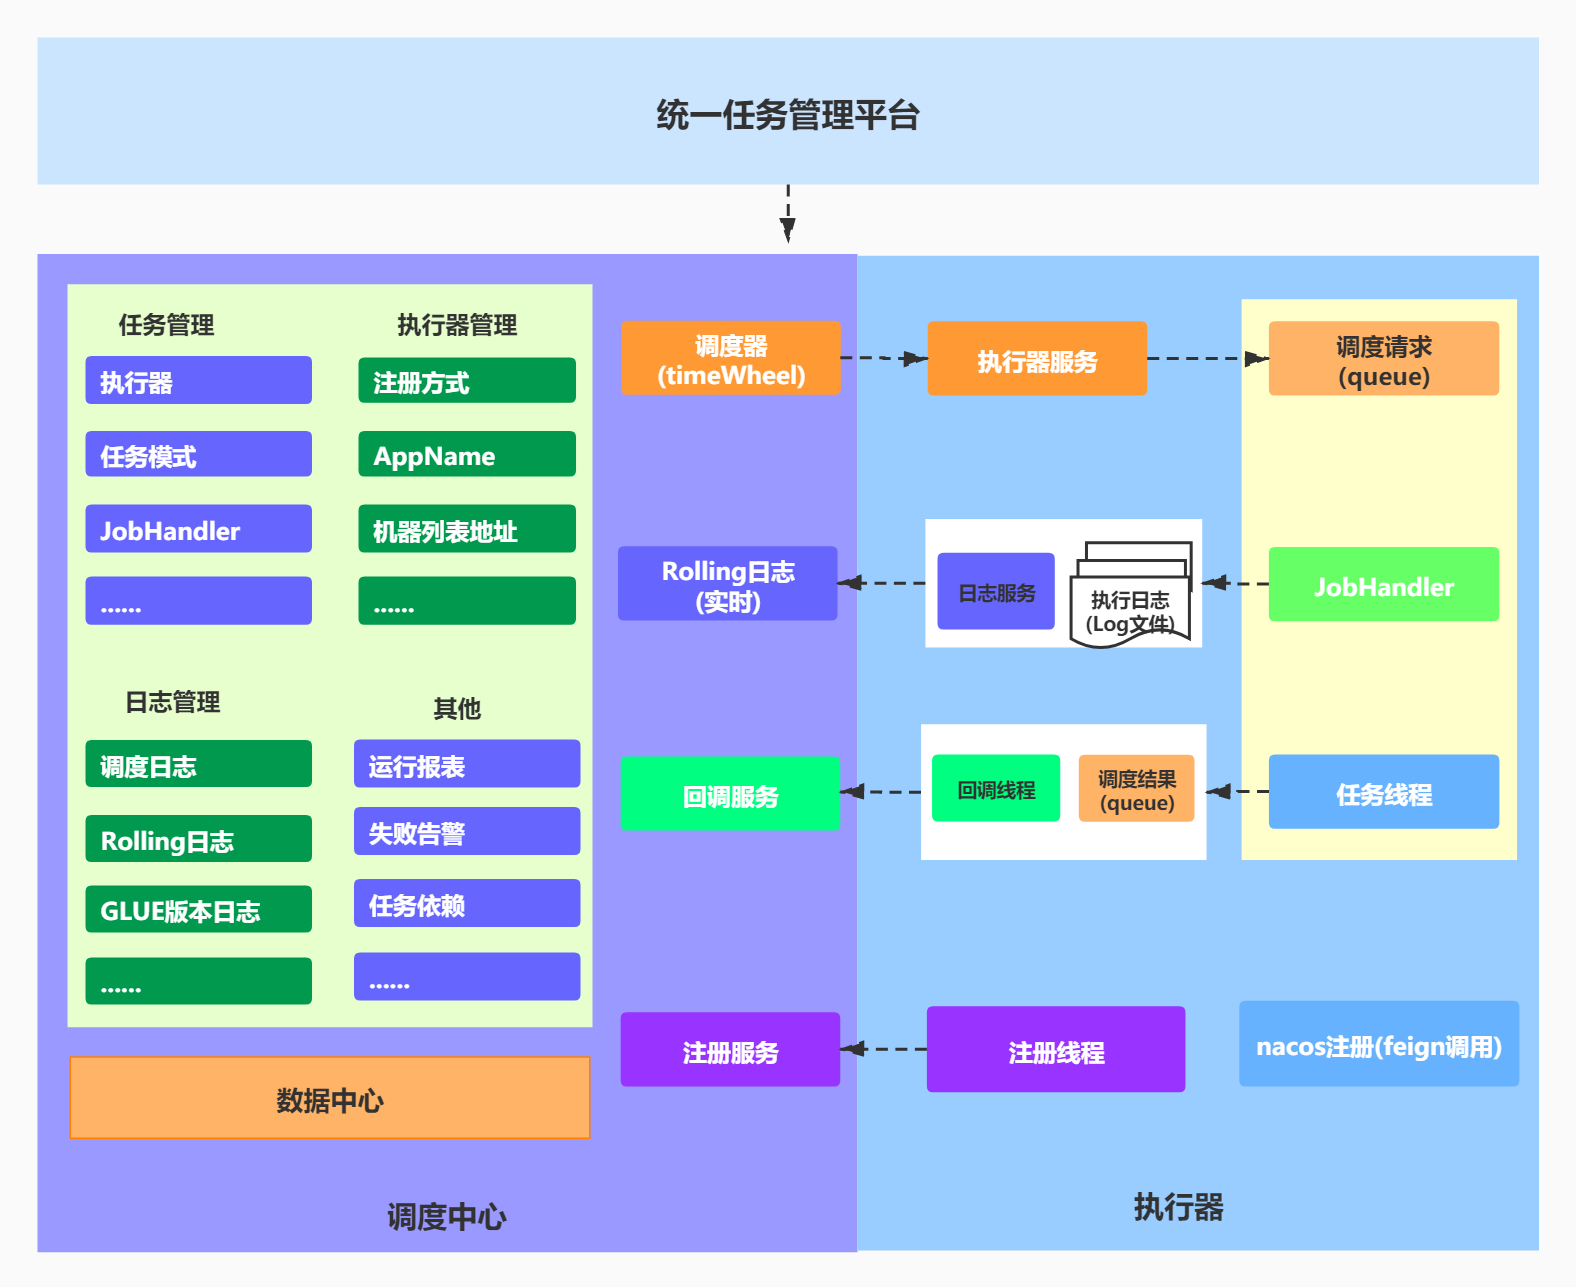 统一任务管理平台
任务管理
执行器
任务模式
JobHandler
......
执行器管理
注册方式
AppName
机器列表地址
......
日志管理
调度日志
Rolling日志
GLUE版本日志
......
其他
运行报表
失败告警
任务依赖
......
数据中心
调度中心
调度器
(timeWheel)
执行器服务
调度请求
(queue)
Rolling日志
(实时)
日志服务
执行日志
(Log文件)
JobHandler
回调服务
回调线程
调度结果
(queue)
任务线程
注册服务
注册线程
nacos注册(feign调用)
执行器